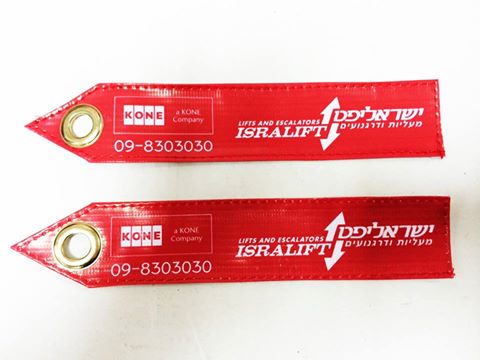 KONE
a KONE
Company
09-8303030
LIFTS AND ESCALATORS
ISRALIFT
ישראליפט
מעליות ודרגנועים
KONE
a KONE
Company
09-8303030
LIFTS AND ESCALATORS
ISRALIFT
ישראליפט
מעליות ודרגנועים